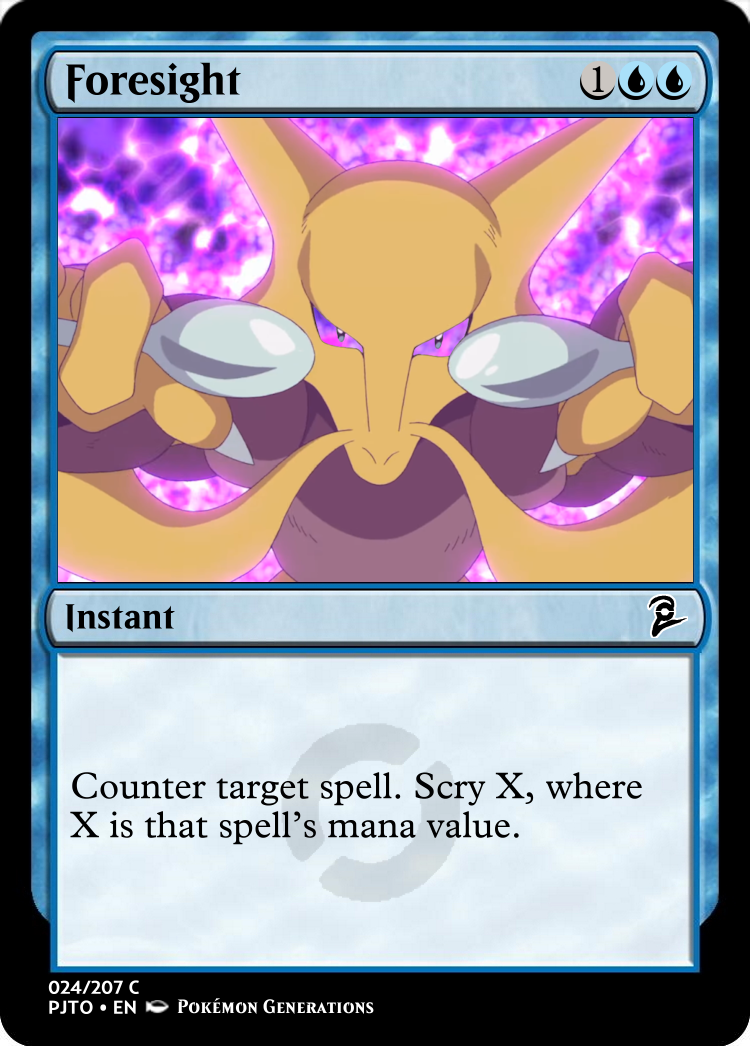 Foresight 1
Instant
Counter target spell. Scry X, where
X is that spell's mana value.
024/207 C
PJTO • EN Pokémon Generations